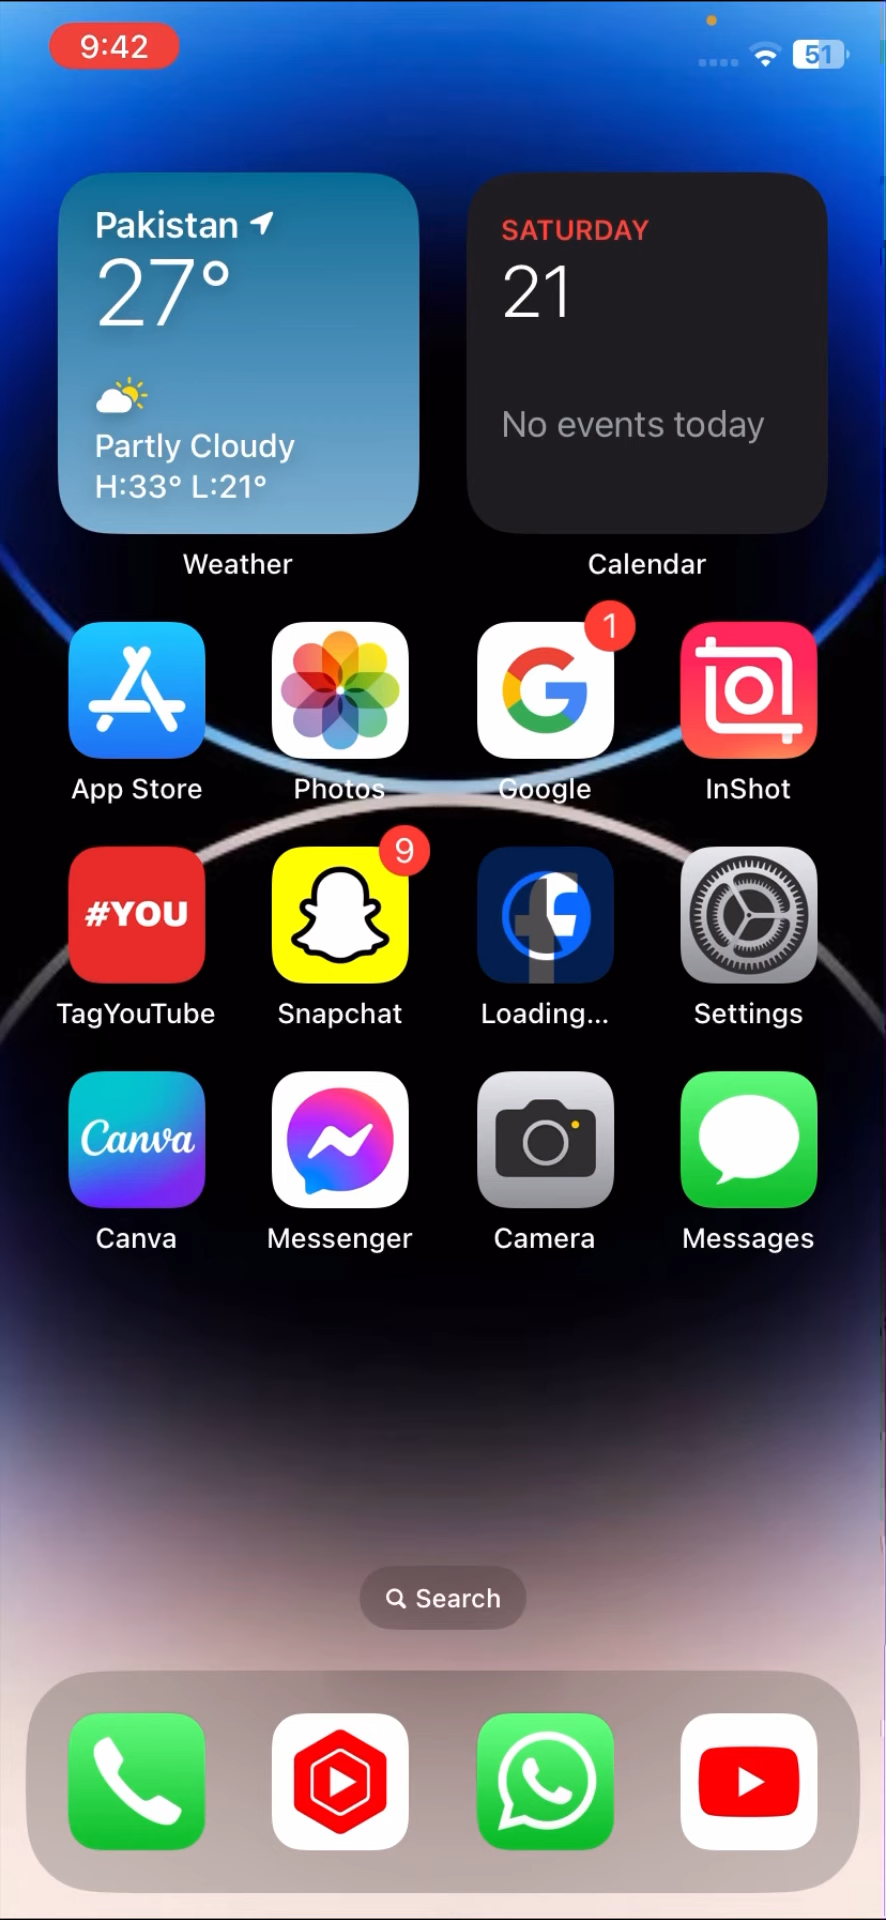 9:42
51
Pakistan
27°
Partly Cloudy
H:33° L:21°
Weather
SATURDAY
21
No events today
Calendar
1
App Store
Photos
Google
InShot
#YOU
9
TagYouTube
Snapchat
Loading...
Settings
Canva
Canva
Messenger
Camera
Messages
Search